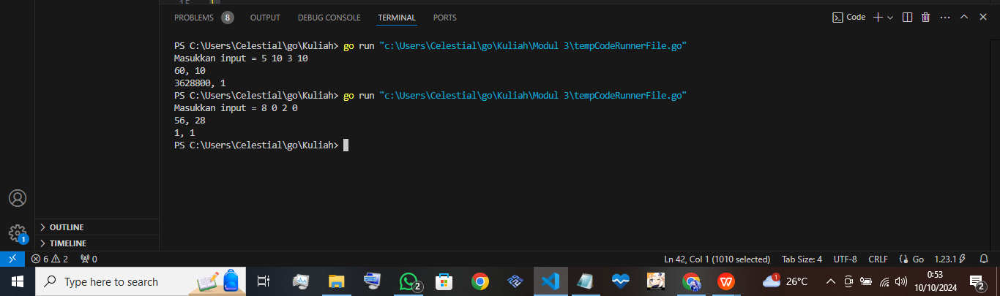 15
PROBLEMS 8 OUTPUT DEBUG CONSOLE TERMINAL PORTS Code
PS C:\Users\Celestial\go\Kuliah> go run "c:\Users\Celestial\go\Kuliah\Modul 3\tempCodeRunnerFile.go"
Masukkan input = 5 10 3 10
60, 10
3628800, 1
PS C:\Users\Celestial\go\Kuliah> go run "c:\Users\Celestial\go\Kuliah\Modul 3\tempCodeRunnerFile.go"
Masukkan input = 8 0 2 0
56, 28
1, 1
PS C:\Users\Celestial\go\Kuliah>
OUTLINE
1
TIMELINE
6 2 0 Ln 42, Col 1 (1010 selected) Tab Size: 4 UTF-8 CRLF Go 1.23.1
Type here to search 2 W 1 26°C 0:53 2
10/10/2024